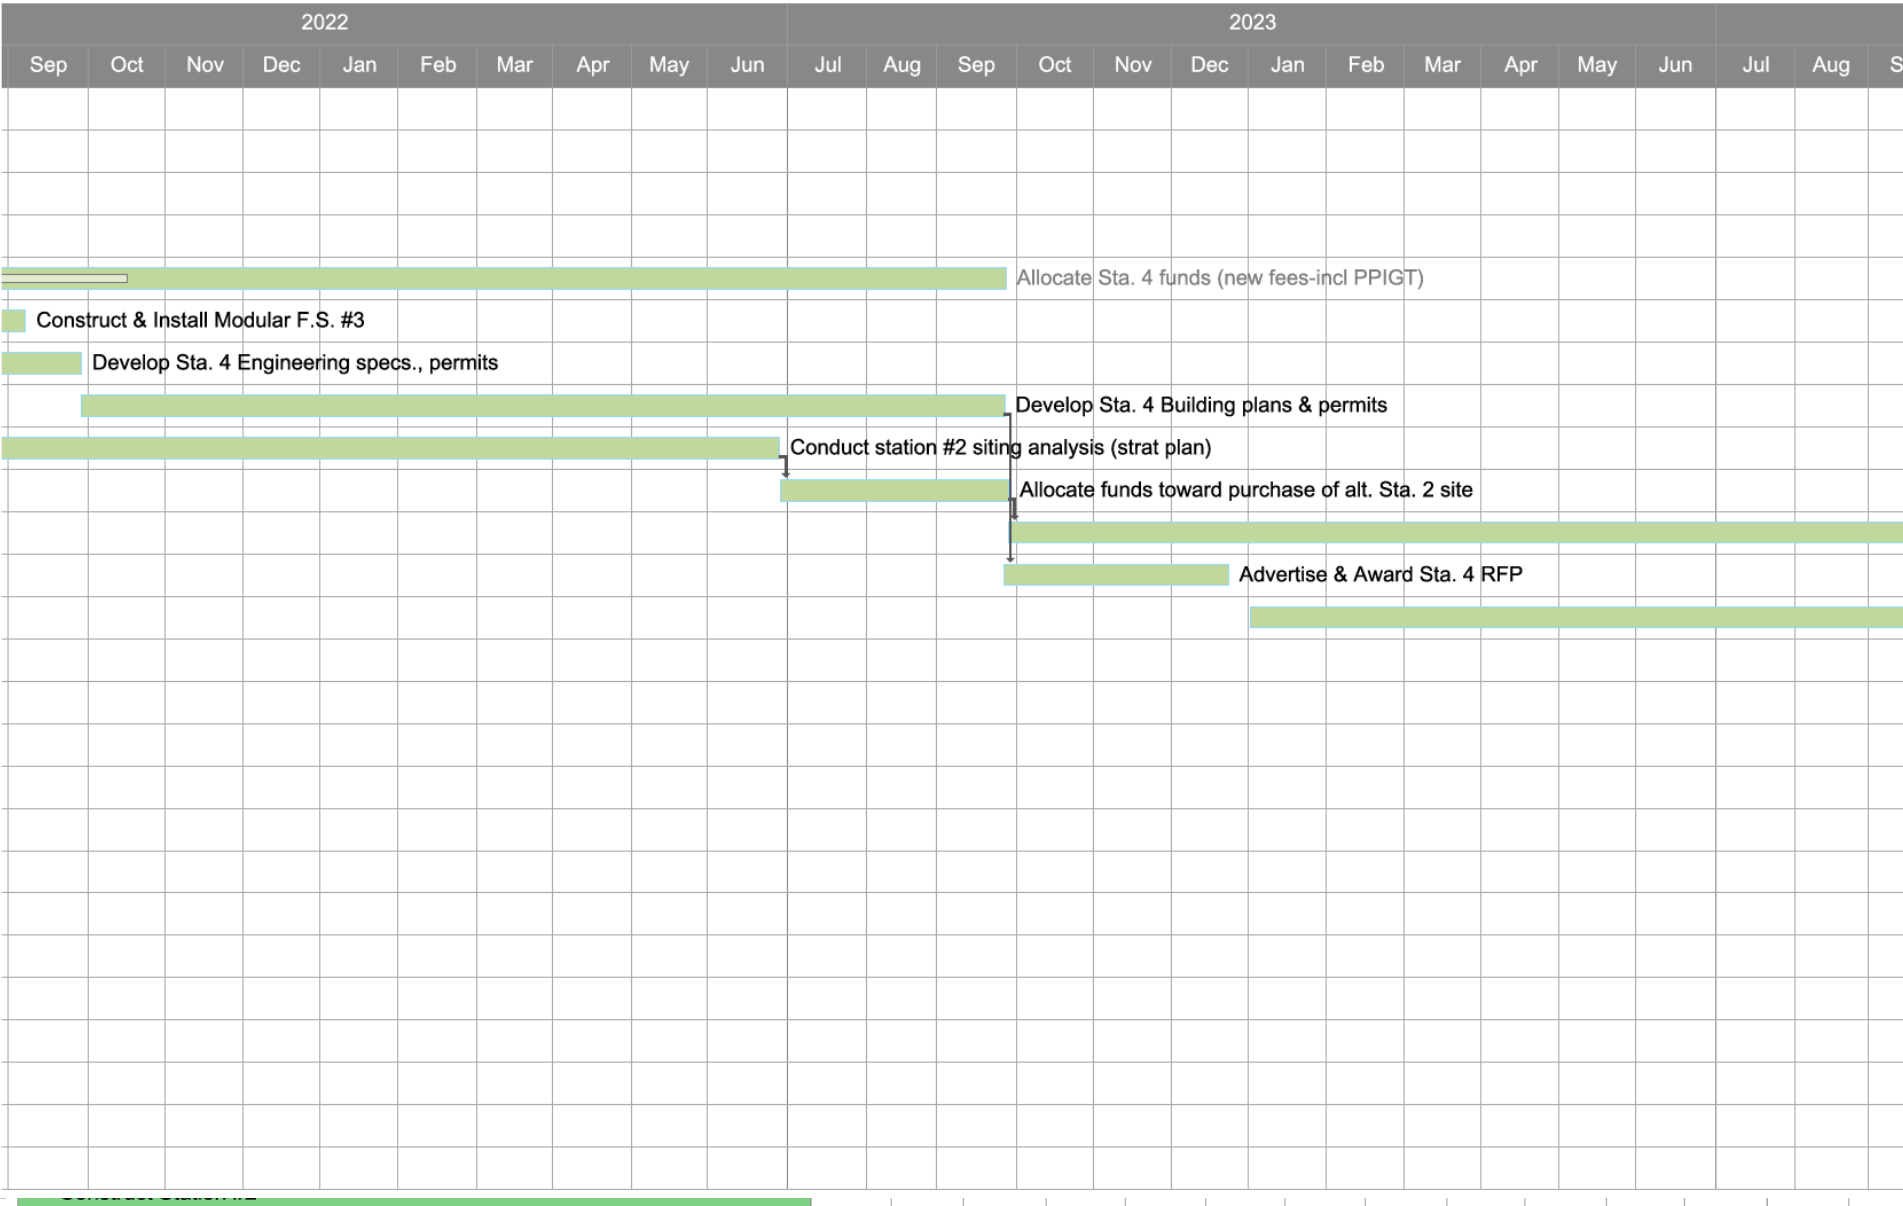 2022 2023
Sep Oct Nov Dec Jan Feb Mar Apr May Jun Jul Aug Sep Oct Nov Dec Jan Feb Mar Apr May Jun Jul Aug S
Allocate Sta. 4 funds (new fees-incl PPIGT)
Construct & Install Modular F.S. #3
Develop Sta. 4 Engineering specs., permits
Develop Sta. 4 Building plans & permits
Conduct station #2 siting analysis (strat plan)
Allocate funds toward purchase of alt. Sta. 2 site
Advertise & Award Sta. 4 RFP